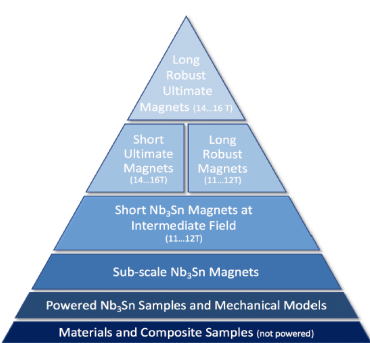 Long
Robust
Ultimate
Magnets (14...16 T)
Short
Ultimate
Magnets
(14...16T)
Long
Robust
Magnets
(11...12T)
Short Nb₃Sn Magnets at
Intermediate Field
(11...12T)
Sub-scale Nb₃Sn Magnets
Powered Nb₃Sn Samples and Mechanical Models
Materials and Composite Samples (not powered)